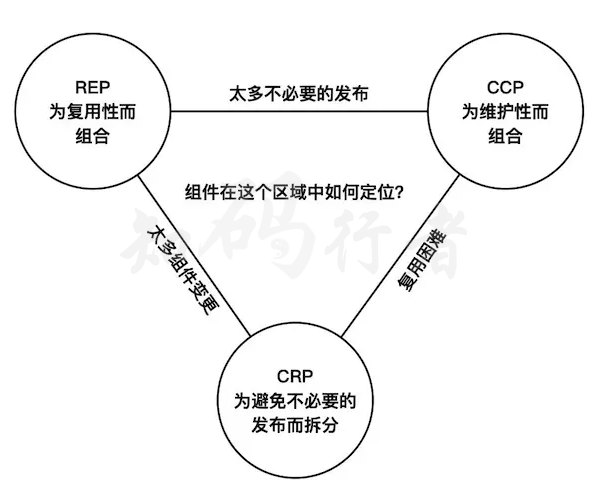 REP
为复用性而
组合
太多不必要的发布
CCP
为维护性而
组合
组件在这个区域中如何定位?
知码行者
太多组件变更
复用困难
CRP
为避免不必要的
发布而拆分